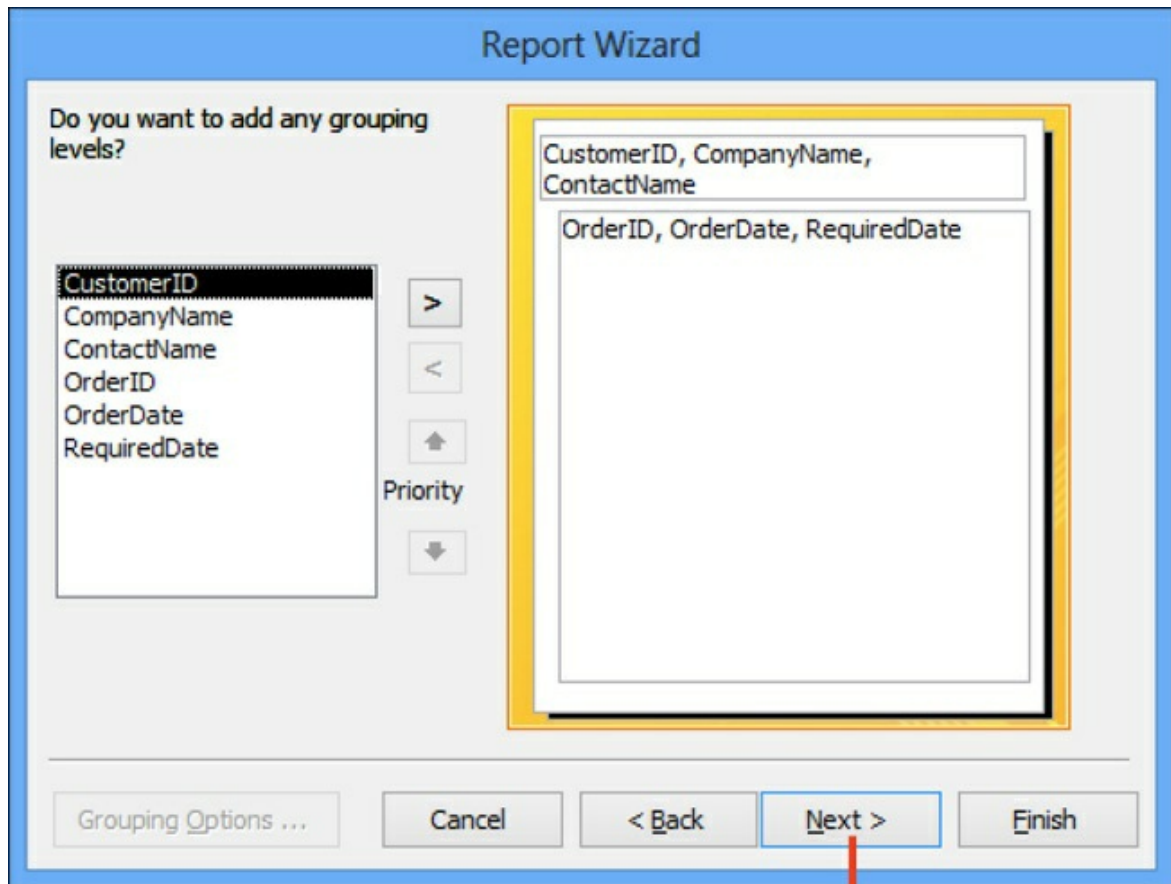 Report Wizard
Do you want to add any grouping
levels?
CustomerID
CompanyName
ContactName
OrderID
OrderDate
RequiredDate
>
<
Priority
CustomerID, CompanyName,
ContactName
OrderID, OrderDate, RequiredDate
Grouping Options ...
Cancel
< Back
Next >
Finish